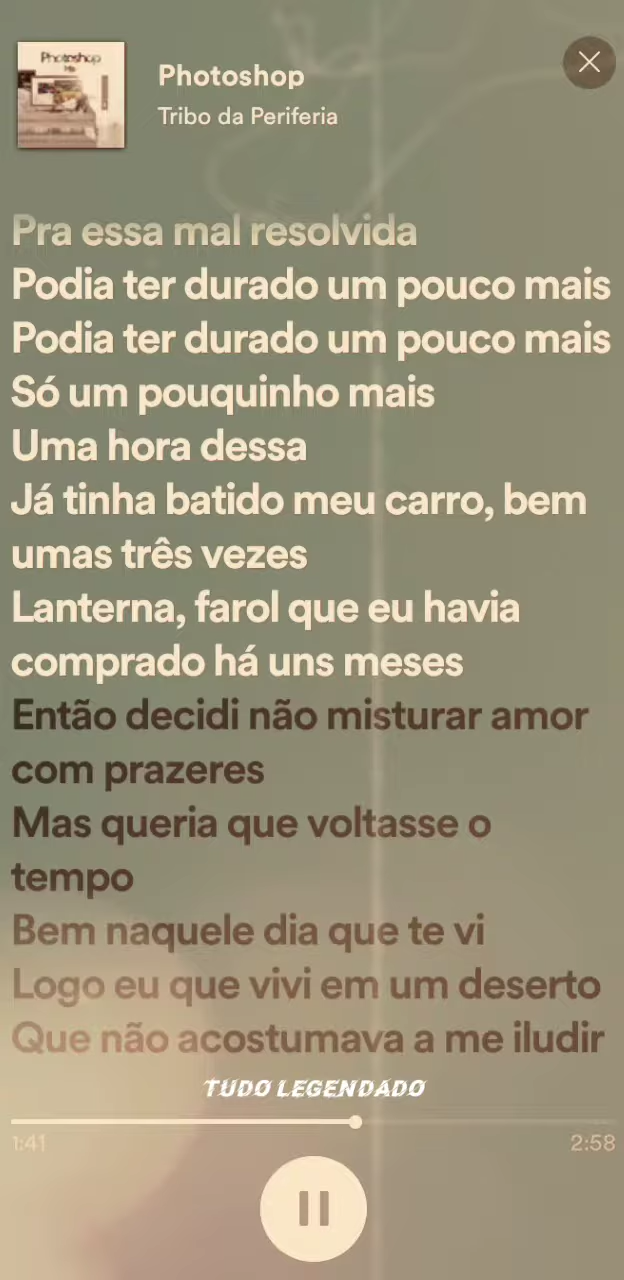 Photoshop
Photoshop
Tribo da Periferia
Pra essa mal resolvida
Podia ter durado um pouco mais
Podia ter durado um pouco mais
Só um pouquinho mais
Uma hora dessa
Já tinha batido meu carro, bem
umas três vezes
Lanterna, farol que eu havia
comprado há uns meses
Então decidi não misturar amor
com prazeres
Mas queria que voltasse o
tempo
Bem naquele dia que te vi
Logo eu que vivi em um deserto
Que não acostumava a me iludir
TUDO LEGENDADO
1:41
2:58